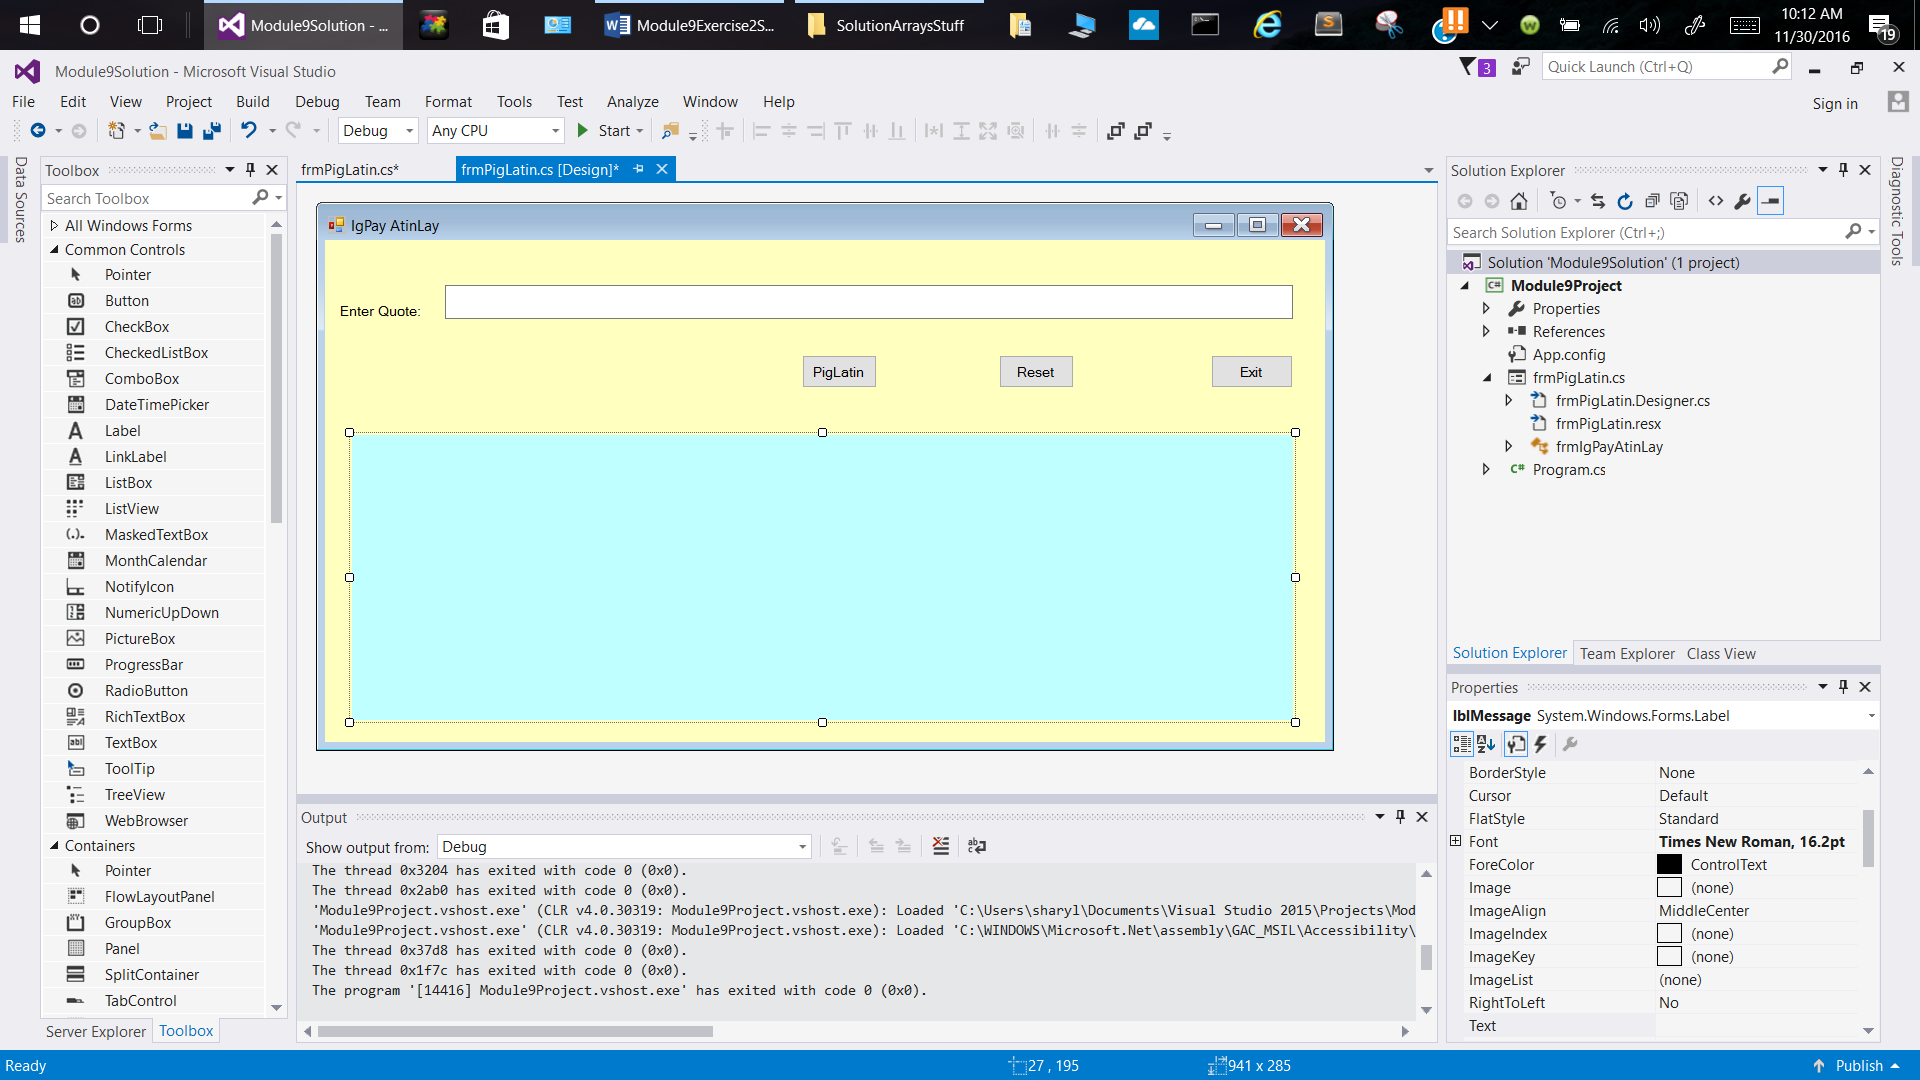 Module9Solution - ...
Module9Exercise2S...
SolutionArraysStuff
10:12 AM
11/30/2016
19
Module9Solution - Microsoft Visual Studio
3
Quick Launch (Ctrl+Q)
File Edit View Project Build Debug Team Format Tools Test Analyze Window Help
Sign in
Debug
Any CPU
Start
Data Sources
Toolbox
Search Toolbox
All Windows Forms
Common Controls
Pointer
Button
CheckBox
CheckedListBox
ComboBox
DateTimePicker
Label
LinkLabel
ListBox
ListView
MaskedTextBox
MonthCalendar
NotifyIcon
NumericUpDown
PictureBox
ProgressBar
RadioButton
RichTextBox
TextBox
ToolTip
TreeView
WebBrowser
Containers
Pointer
FlowLayoutPanel
GroupBox
Panel
SplitContainer
TabControl
Server Explorer
Toolbox
frmPigLatin.cs*
frmPigLatin.cs [Design]*
IgPay AtinLay
Enter Quote:
PigLatin
Reset
Exit
Output
Show output from: Debug
The thread 0x3204 has exited with code 0 (0x0).
The thread 0x2ab0 has exited with code 0 (0x0).
'Module9Project.vshost.exe' (CLR v4.0.30319: Module9Project.vshost.exe): Loaded 'C:\Users\sharyl\Documents\Visual Studio 2015\Projects\Mod
'Module9Project.vshost.exe' (CLR v4.0.30319: Module9Project.vshost.exe): Loaded 'C:\WINDOWS\Microsoft.Net\assembly\GAC_MSIL\Accessibility\
The thread 0x37d8 has exited with code 0 (0x0).
The thread 0x1f7c has exited with code 0 (0x0).
The program '[14416] Module9Project.vshost.exe' has exited with code 0 (0x0).
Solution Explorer
Search Solution Explorer (Ctrl+;)
Solution 'Module9Solution' (1 project)
Module9Project
Properties
References
App.config
frmPigLatin.cs
frmPigLatin.Designer.cs
frmPigLatin.resx
frmIgPayAtinLay
Program.cs
Solution Explorer
Team Explorer
Class View
Diagnostic Tools
Properties
lblMessage System.Windows.Forms.Label
BorderStyle None
Cursor Default
FlatStyle Standard
Font Times New Roman, 16.2pt
ForeColor ControlText
Image (none)
ImageAlign MiddleCenter
ImageIndex (none)
ImageKey (none)
ImageList (none)
RightToLeft No
Text
Ready
27 , 195
941 x 285
Publish